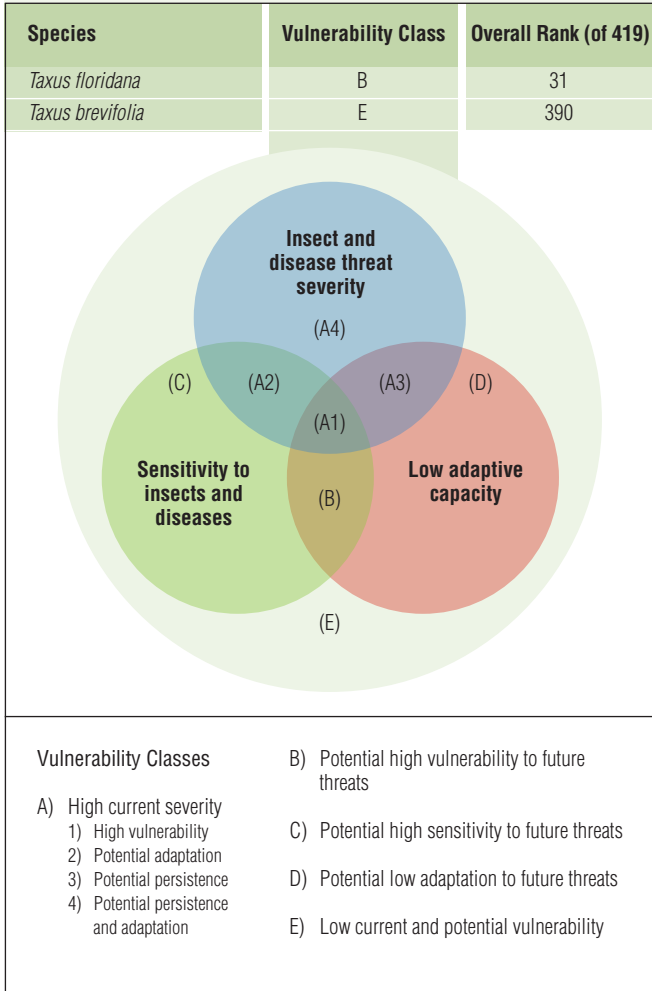 Species Vulnerability Class Overall Rank (of 419)
Taxus floridana B 31
Taxus brevifolia E 390
Insect and
disease threat
severity
(A4)
(C) (A2) (A3) (D)
(A1)
Sensitivity to
insects and
diseases
Low adaptive
capacity
(B)
(E)
Vulnerability Classes
A) High current severity
1) High vulnerability
2) Potential adaptation
3) Potential persistence
4) Potential persistence
and adaptation
B) Potential high vulnerability to future
threats
C) Potential high sensitivity to future threats
D) Potential low adaptation to future threats
E) Low current and potential vulnerability